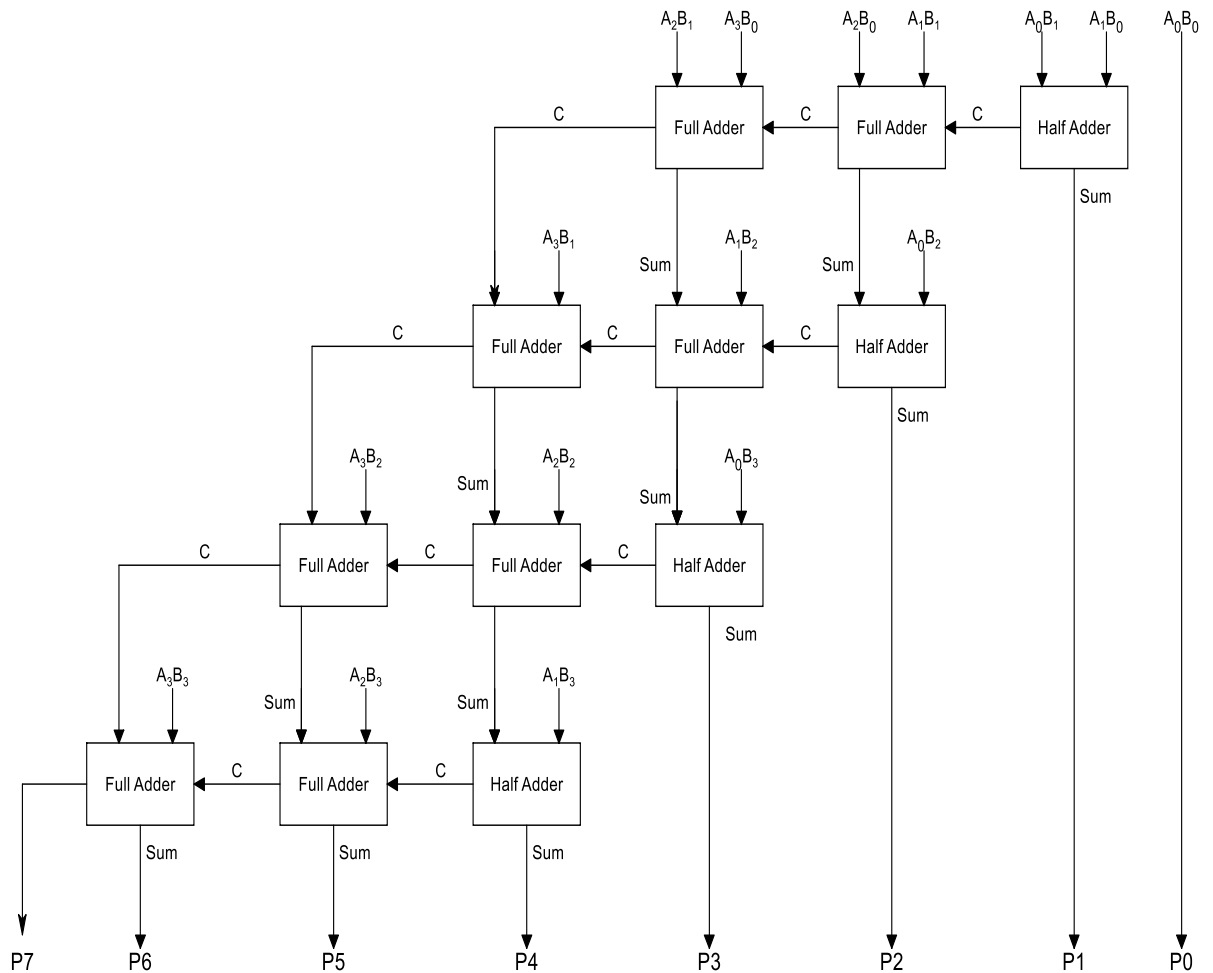 A₂B₁ A₃B₀ A₂B₀ A₁B₁ A₀B₁ A₁B₀ A₀B₀
C Full Adder C Full Adder C Half Adder
Sum
A₃B₁ A₁B₂ A₀B₂
Sum Sum
C Full Adder C Full Adder C Half Adder
Sum
A₃B₂ A₂B₂ A₀B₃
Sum Sum
C Full Adder C Full Adder C Half Adder
Sum
A₃B₃ A₂B₃ A₁B₃
Sum Sum
Full Adder C Full Adder C Half Adder
Sum Sum Sum
P7 P6 P5 P4 P3 P2 P1 P0